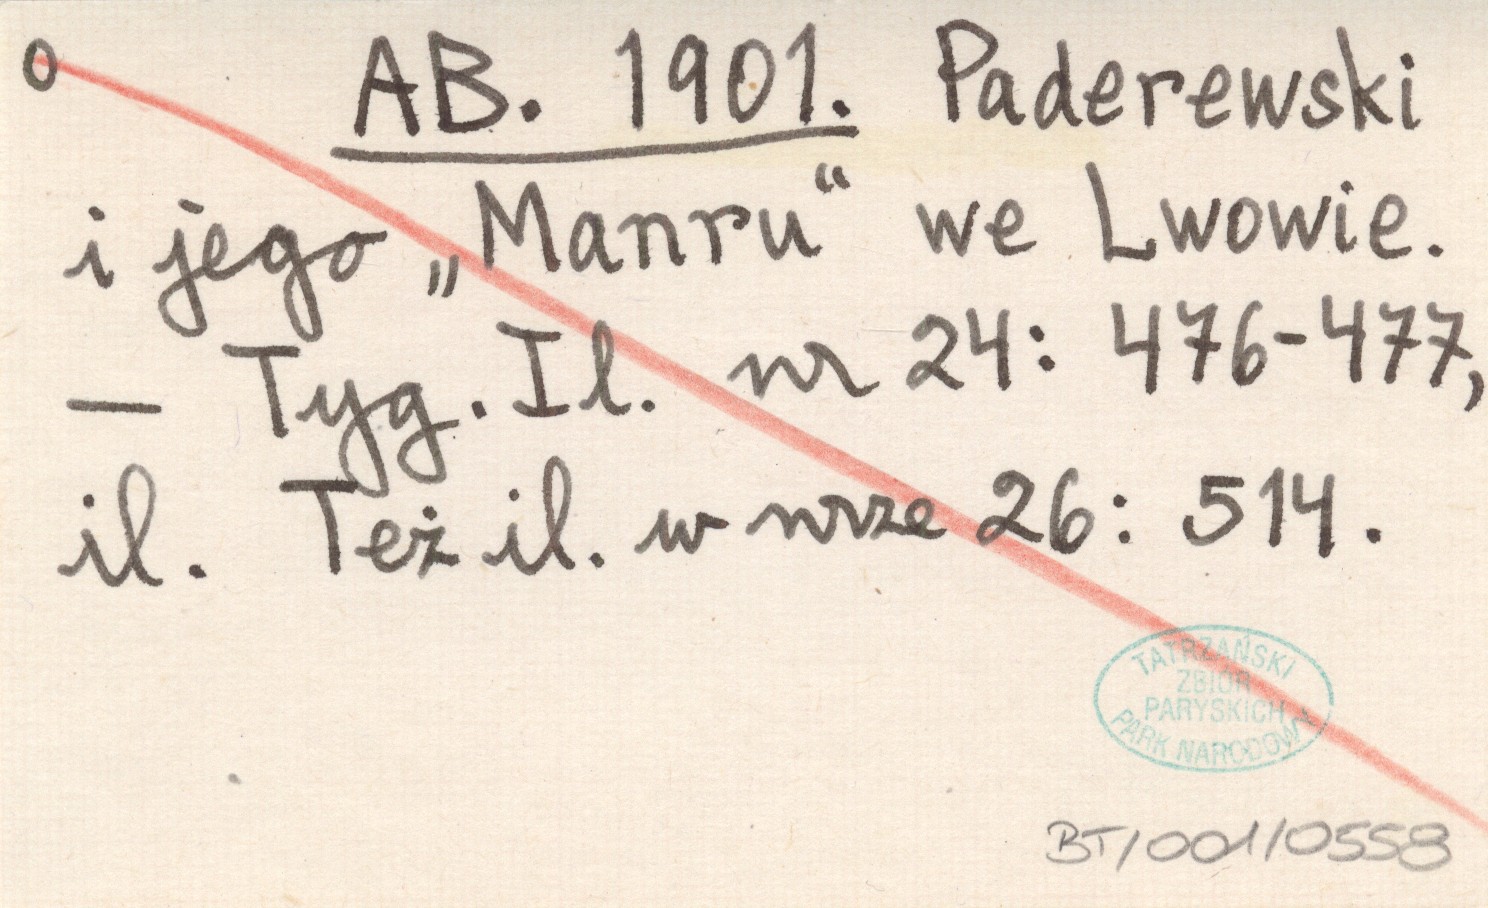 o AB. 1901. Paderewski
i jego „Manru“ we Lwowie.
— Tyg. Il. nr 24: 476-477,
il. Też il. w nrze 26: 514.
TATRZAŃSKI
ZBIÓR
PARYSKICH
PARK NARODOWY
BT/001/0558